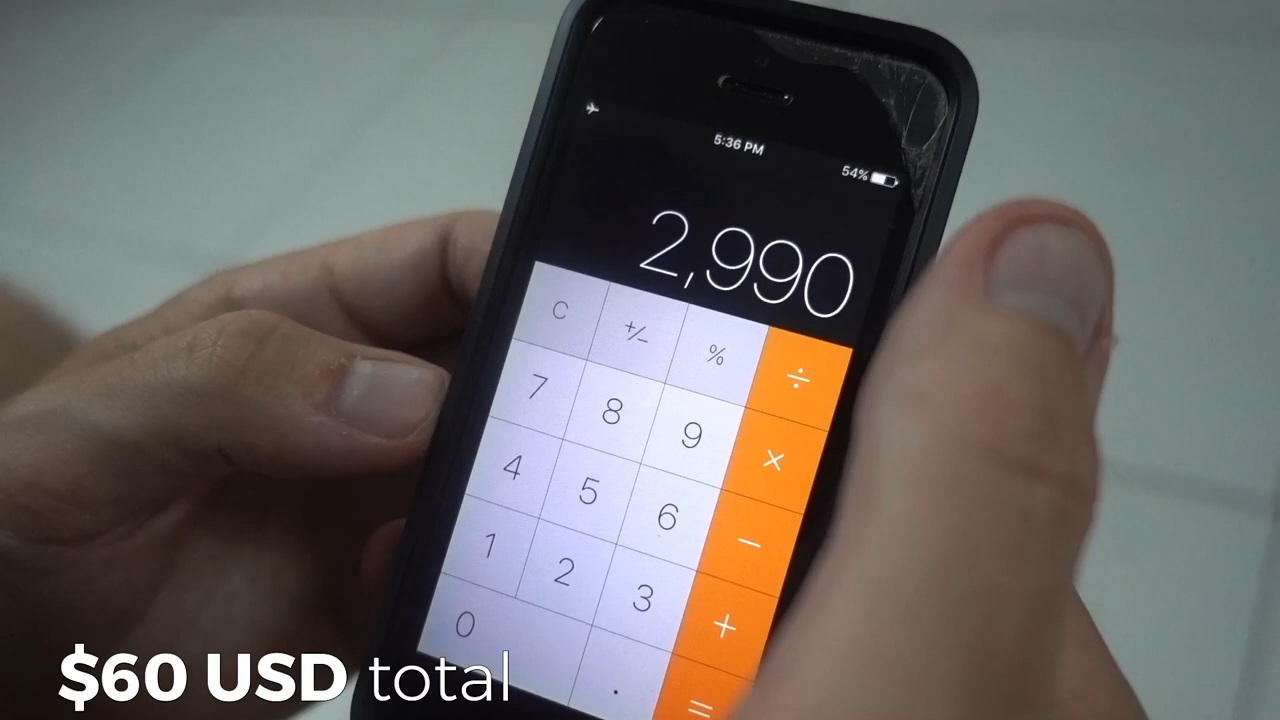 5:36 PM
54%
2,990
C +/- % ÷
7 8 9 ×
4 5 6 −
1 2 3 +
0 . =
$60 USD total